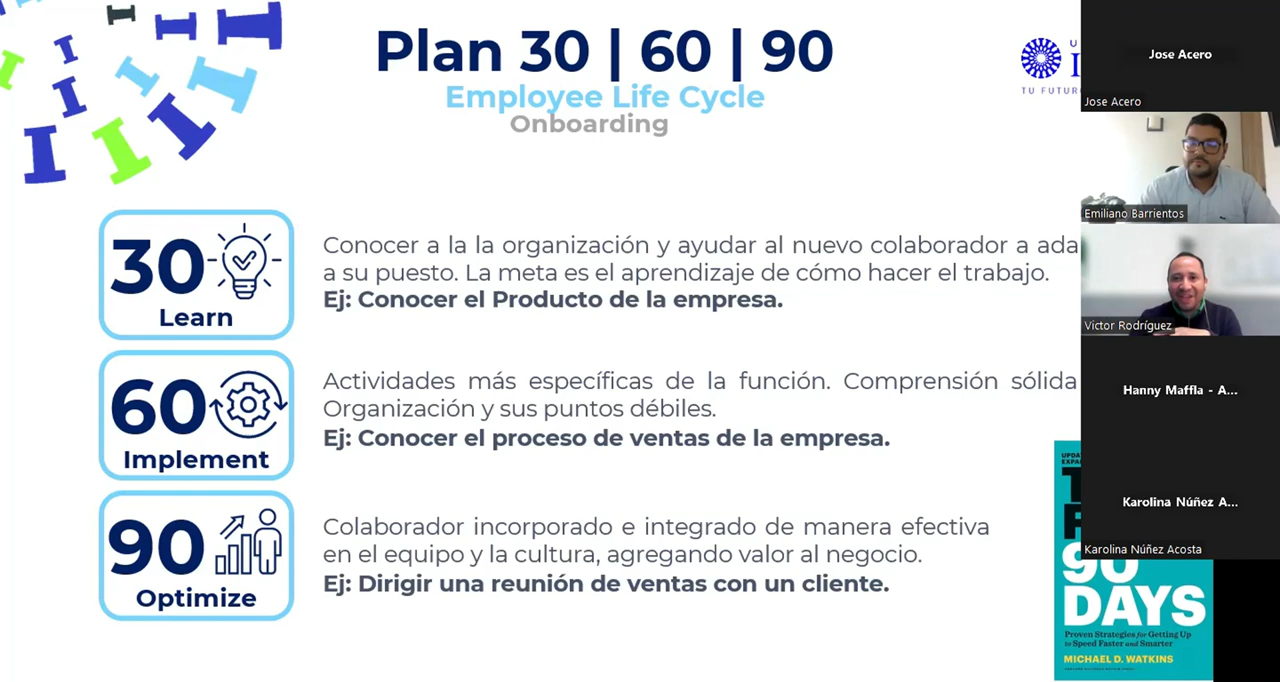 Plan 30 | 60 | 90
Employee Life Cycle
Onboarding
U
I
TU FUTUR
30
Learn
Conocer a la la organización y ayudar al nuevo colaborador a ada
a su puesto. La meta es el aprendizaje de cómo hacer el trabajo.
Ej: Conocer el Producto de la empresa.
60
Implement
Actividades más específicas de la función. Comprensión sólida
Organización y sus puntos débiles.
Ej: Conocer el proceso de ventas de la empresa.
90
Optimize
Colaborador incorporado e integrado de manera efectiva
en el equipo y la cultura, agregando valor al negocio.
Ej: Dirigir una reunión de ventas con un cliente.
Jose Acero
Jose Acero
Emiliano Barrientos
Victor Rodríguez
Hanny Maffla - A...
Karolina Núñez A...
Karolina Núñez Acosta
90
DAYS
Proven Strategies for Getting Up
to Speed Faster and Smarter
MICHAEL D. WATKINS